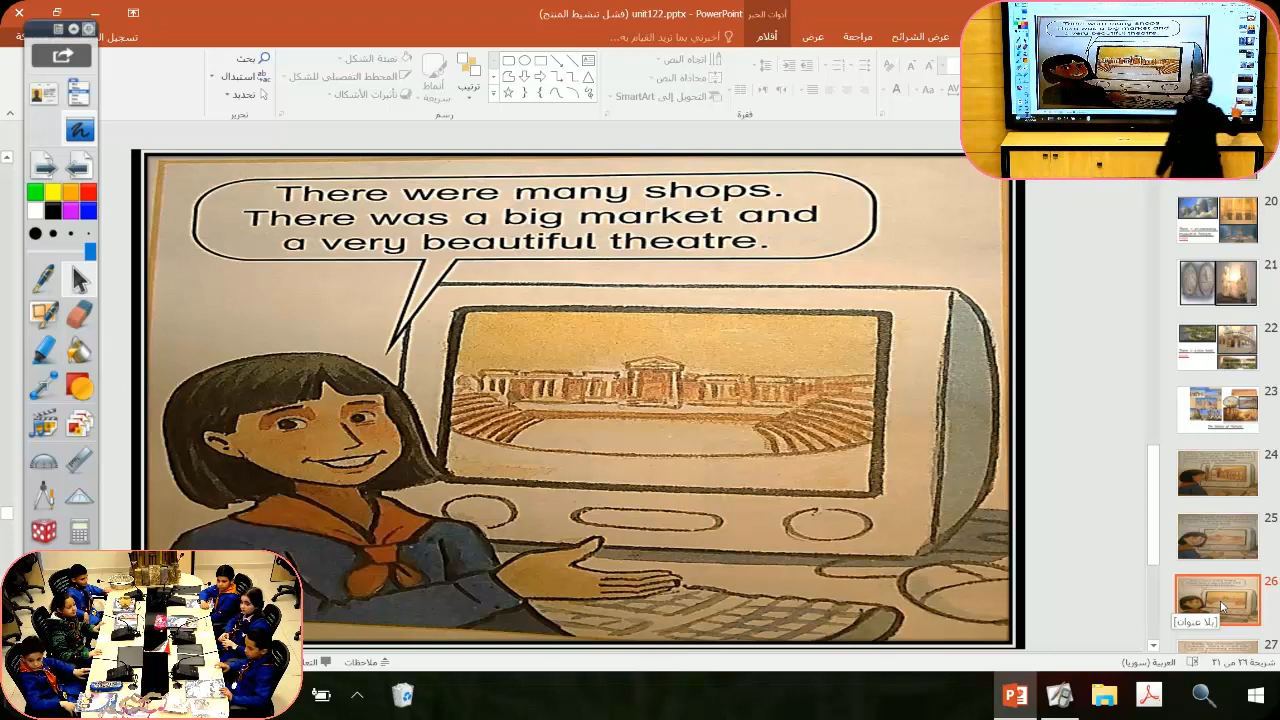 أدوات الحبر
unit122.pptx (فشل تنشيط المنتج) - PowerPoint
تسجيل الد
أخبرني بما تريد القيام به...
أقلام
مراجعة
عرض
عرض الشرائح
بحث
استبدال
تحديد
تحرير
تعبئة الشكل
المخطط التفصيلي للشكل
تأثيرات الأشكال
أنماط سريعة
ترتيب
رسم
اتجاه النص
محاذاة النص
التحويل إلى SmartArt
فقرة
There were many shops.
There was a big market and
a very beautiful theatre.
20
21
22
23
24
25
26
[بلا عنوان]
27
ملاحظات
العربية (سوريا)
شريحة ٢٩ من ٣١